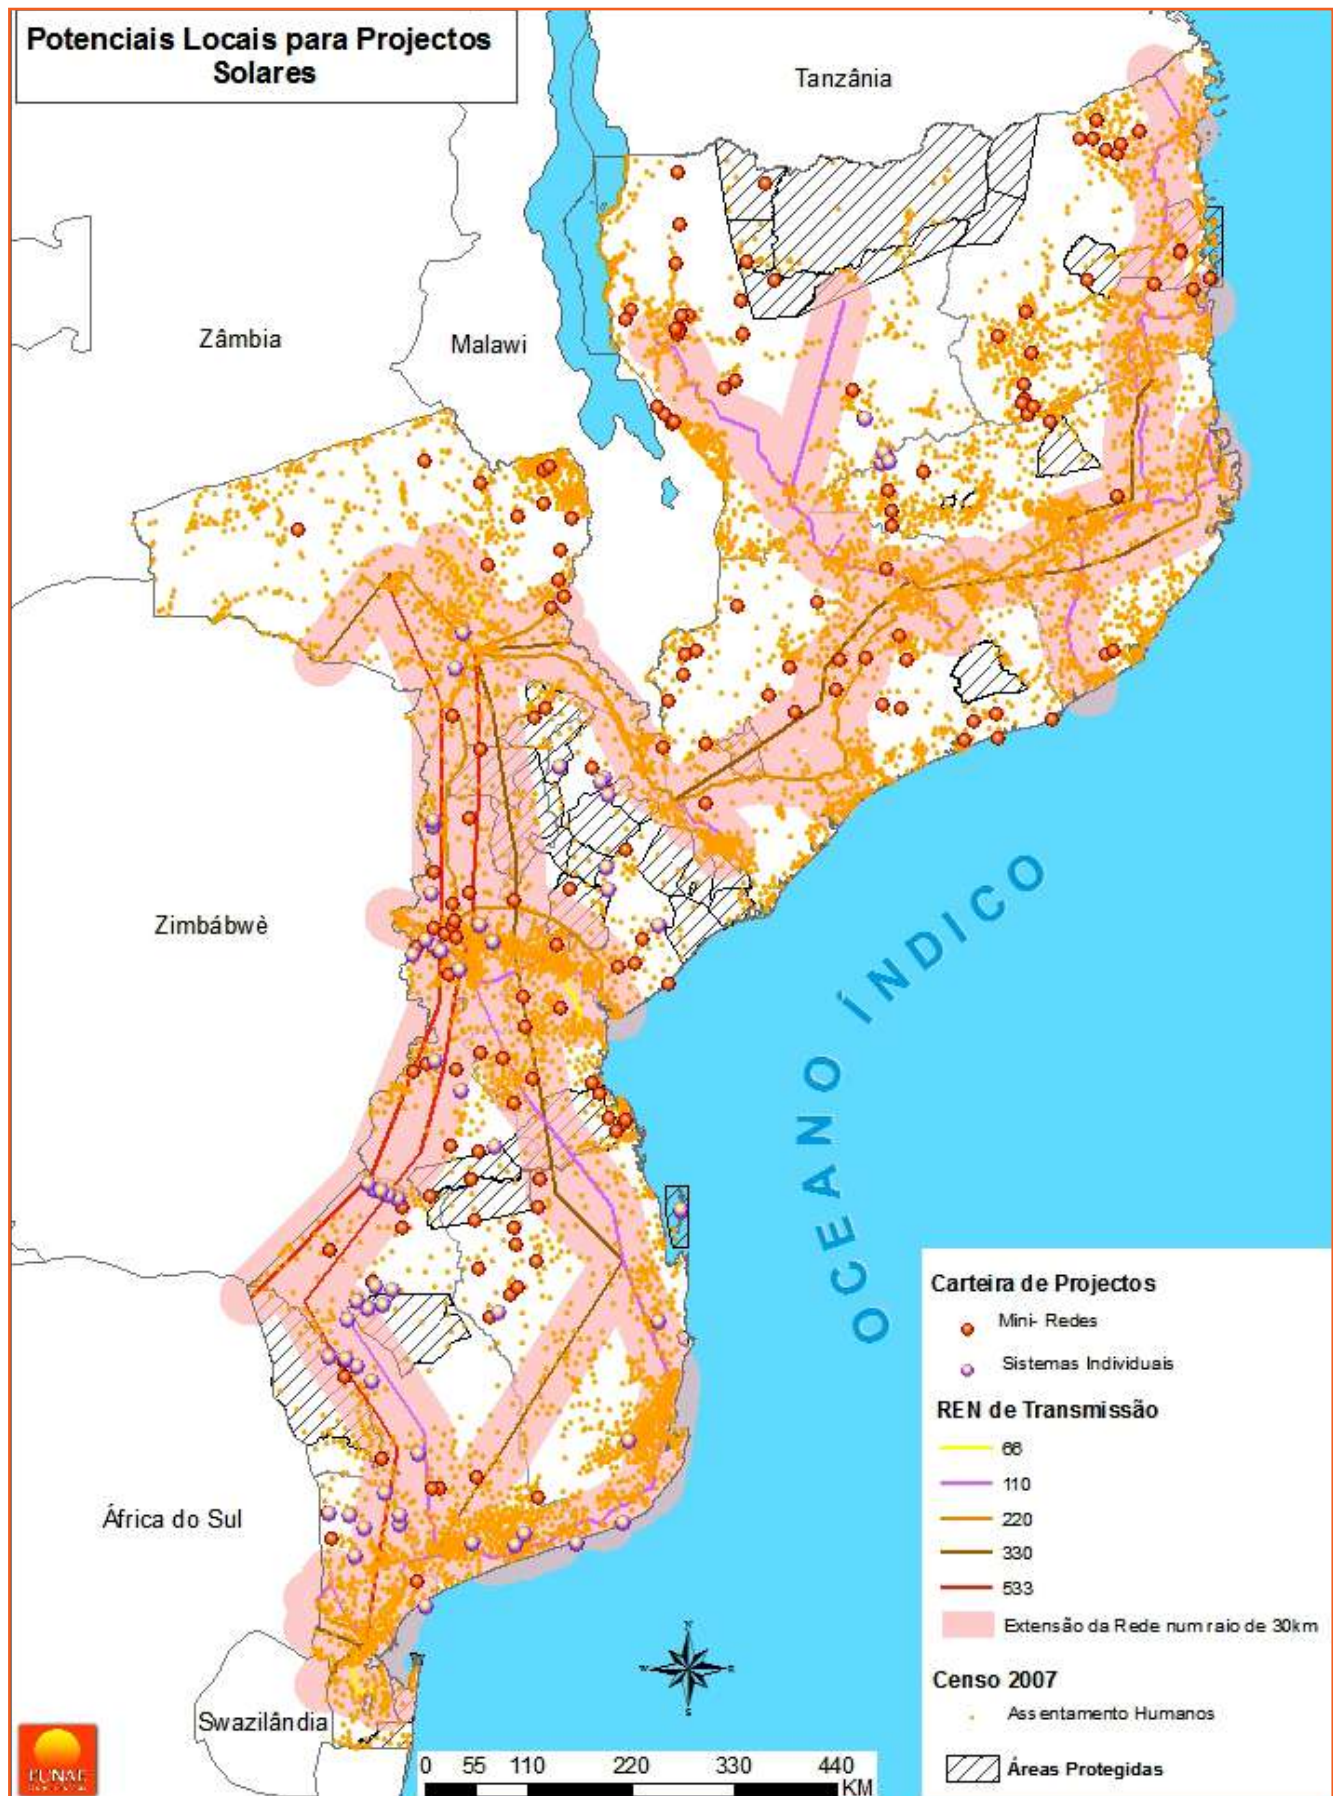 Potenciais Locais para Projectos
Solares
Tanzânia
Zâmbia
Malawi
Zimbábwè
OCEANO ÍNDICO
África do Sul
Swazilândia
Carteira de Projectos
Mini- Redes
Sistemas Individuais
REN de Transmissão
66
110
220
330
533
Extensão da Rede num raio de 30km
Censo 2007
Assentamento Humanos
Áreas Protegidas
N
S
FUNAE
0 55 110 220 330 440
KM